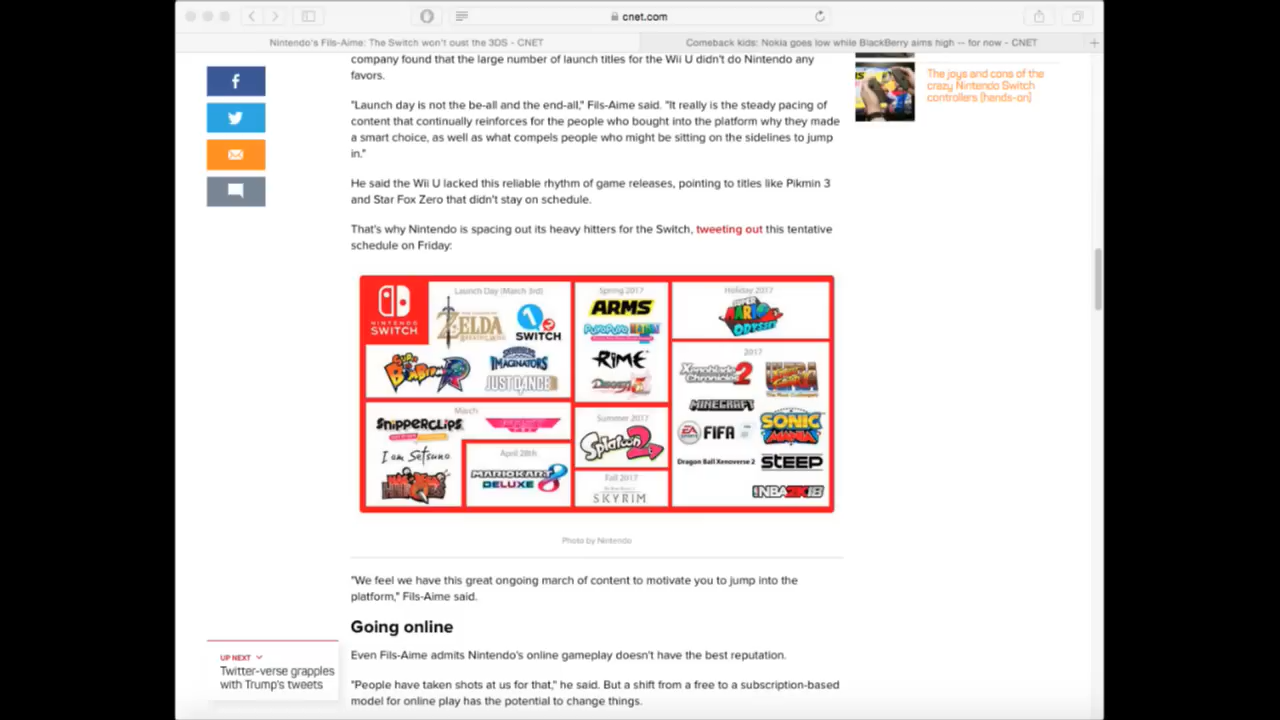 cnet.com
Nintendo's Fils-Aime: The Switch won't oust the 3DS - CNET
Comeback kids: Nokia goes low while BlackBerry aims high -- for now - CNET
company found that the large number of launch titles for the Wii U didn't do Nintendo any
favors.
"Launch day is not the be-all and the end-all," Fils-Aime said. "It really is the steady pacing of
content that continually reinforces for the people who bought into the platform why they made
a smart choice, as well as what compels people who might be sitting on the sidelines to jump
in."
He said the Wii U lacked this reliable rhythm of game releases, pointing to titles like Pikmin 3
and Star Fox Zero that didn't stay on schedule.
That's why Nintendo is spacing out its heavy hitters for the Switch, tweeting out this tentative
schedule on Friday:
NINTENDO
SWITCH
Launch Day (March 3rd)
ZELDA
1 2
SWITCH
SUPER
BOMBERMAN R
IMAGINATORS
JUST DANCE
March
SNIPPERCLIPS
I am Setsuna
HEROES
April 28th
MARIOKART 8
DELUXE
Spring 2017
ARMS
PUYOPUYO
RiME
Summer 2017
Splatoon 2
Fall 2017
SKYRIM
Holiday 2017
SUPER
MARIO
ODYSSEY
2017
Xenoblade
Chronicles 2
ULTRA
MINECRAFT
EA
SPORTS
FIFA
SONIC
MANIA
Dragon Ball Xenoverse 2
STEEP
NBA2K18
Photo by Nintendo
"We feel we have this great ongoing march of content to motivate you to jump into the
platform," Fils-Aime said.
Going online
Even Fils-Aime admits Nintendo's online gameplay doesn't have the best reputation.
"People have taken shots at us for that," he said. But a shift from a free to a subscription-based
model for online play has the potential to change things.
The joys and cons of the
crazy Nintendo Switch
controllers (hands-on)
UP NEXT
Twitter-verse grapples
with Trump's tweets